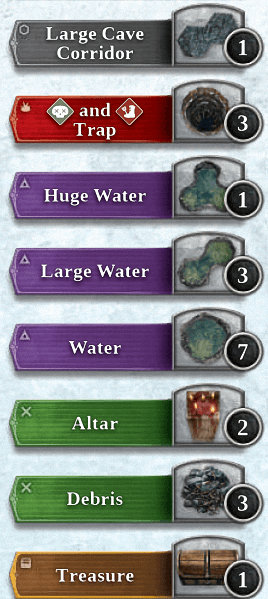 Large Cave
Corridor
1
and
Trap
3
Huge Water
1
Large Water
3
Water
7
Altar
2
Debris
3
Treasure
1